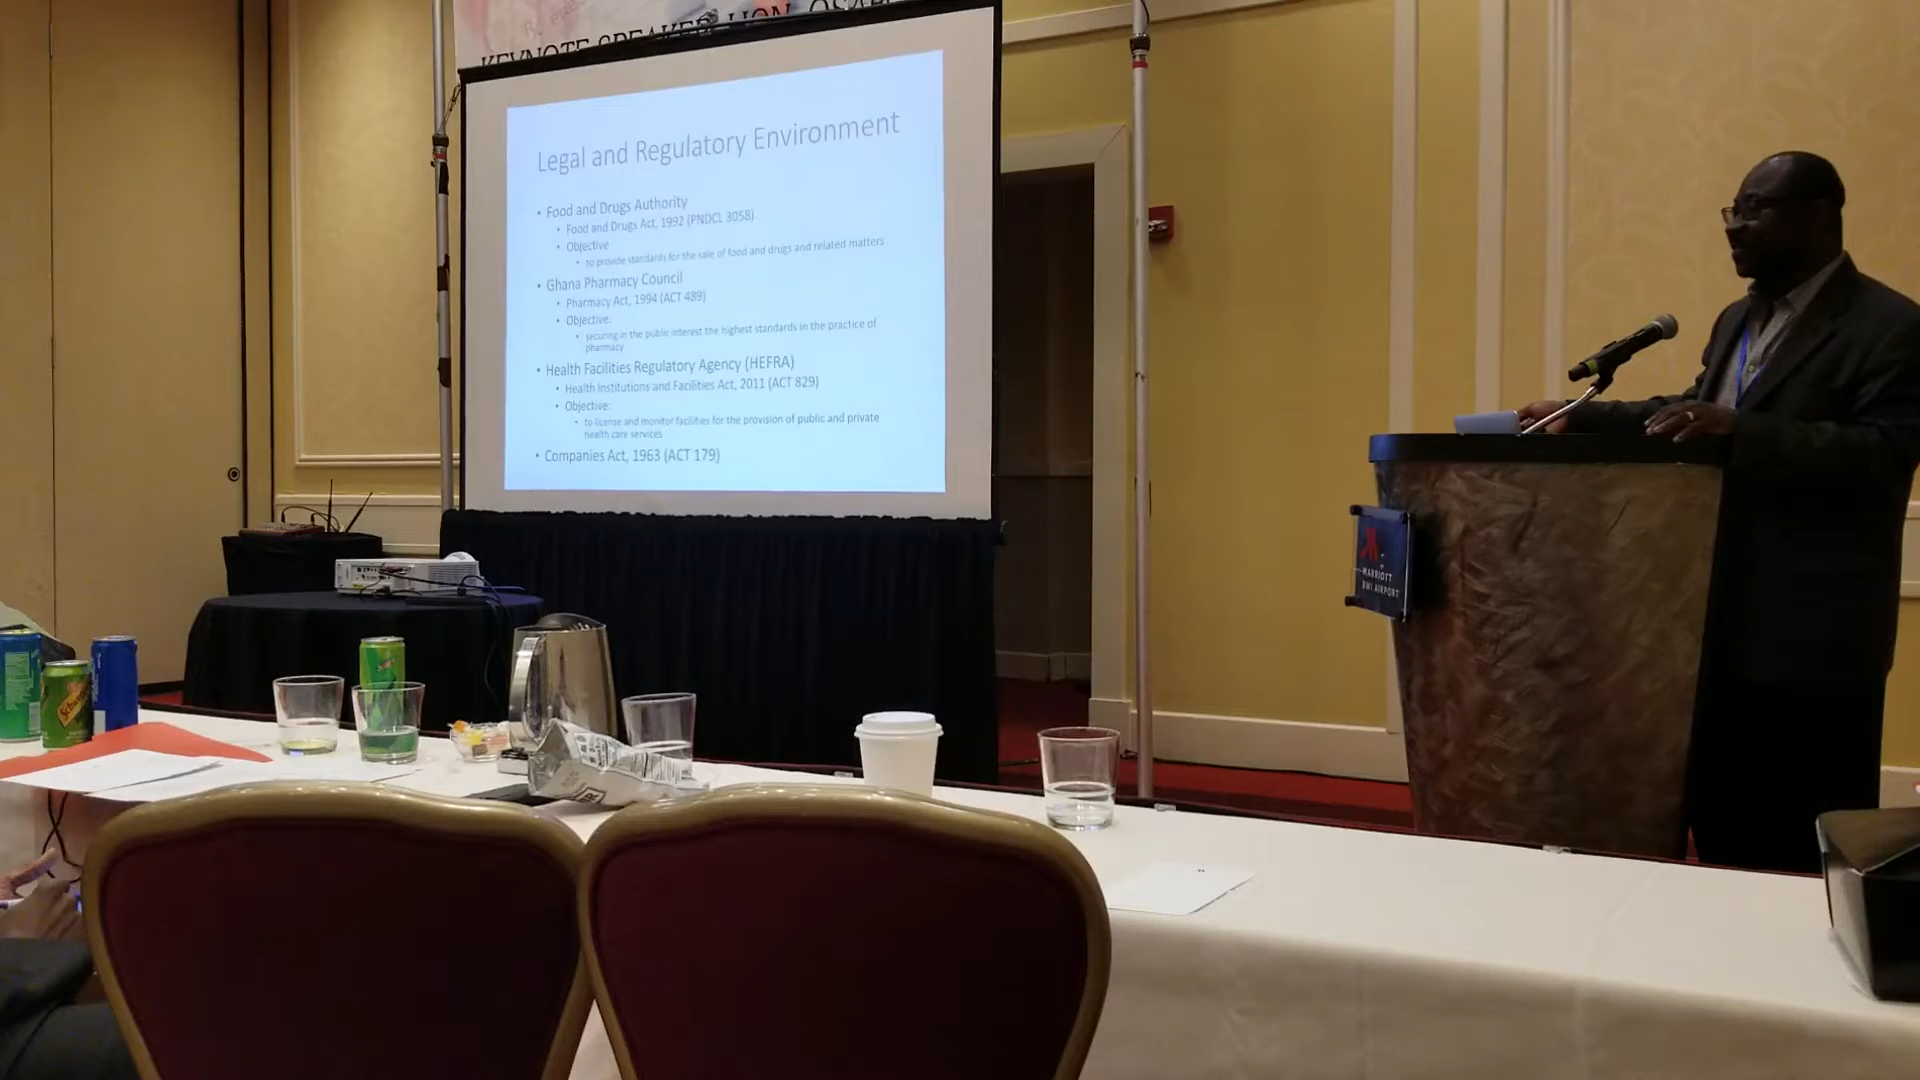 KEYNOTE SPEAKER HON.
Legal and Regulatory Environment
• Food and Drugs Authority
• Food and Drugs Act, 1992 (PNDCL 3058)
• Objective
• to provide standards for the sale of food and drugs and related matters
• Ghana Pharmacy Council
• Pharmacy Act, 1994 (ACT 489)
• Objective:
• securing in the public interest the highest standards in the practice of
pharmacy
• Health Facilities Regulatory Agency (HEFRA)
• Health Institutions and Facilities Act, 2011 (ACT 829)
• Objective:
• to license and monitor facilities for the provision of public and private
health care services
• Companies Act, 1963 (ACT 179)
MARRIOTT
BWI AIRPORT
Schweppes